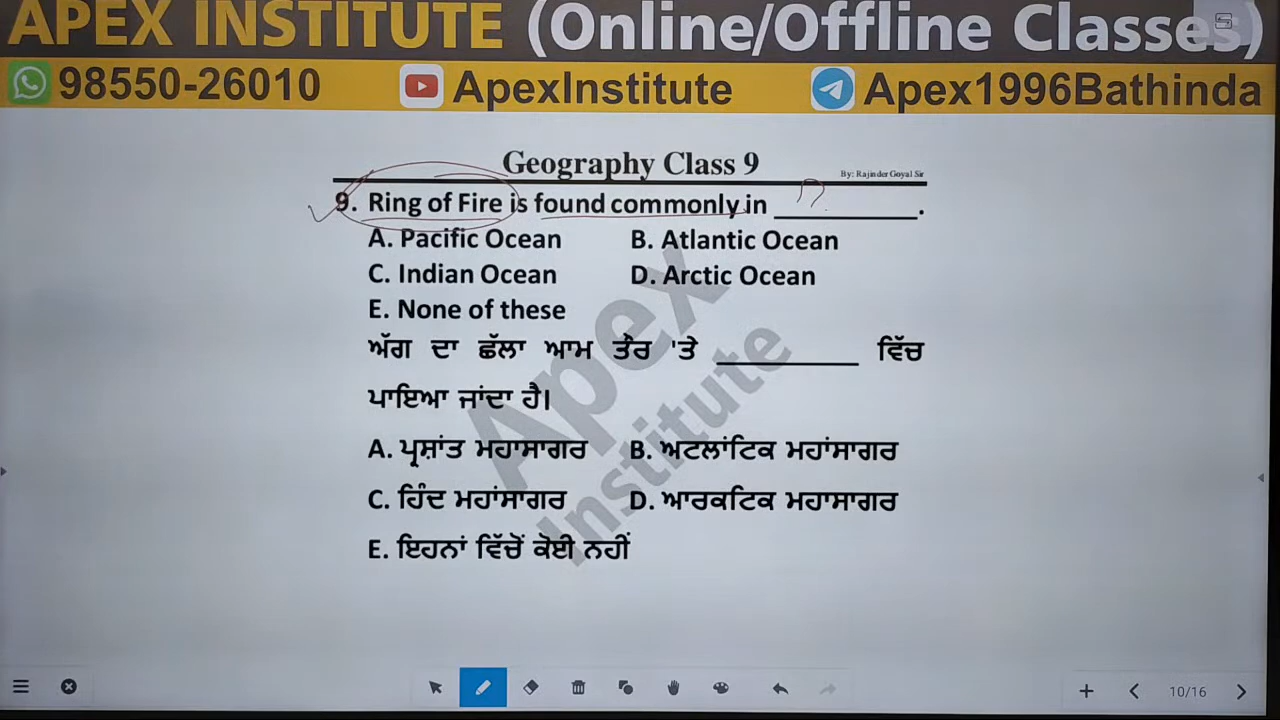 APEX INSTITUTE (Online/Offline Classes)
98550-26010 ApexInstitute Apex1996Bathinda
Geography Class 9
By: Rajinder Goyal Sir
9. Ring of Fire is found commonly in __________.
A. Pacific Ocean B. Atlantic Ocean
C. Indian Ocean D. Arctic Ocean
E. None of these
ਅੱਗ ਦਾ ਛੱਲਾ ਆਮ ਤੌਰ 'ਤੇ __________ ਵਿੱਚ
ਪਾਇਆ ਜਾਂਦਾ ਹੈ।
A. ਪ੍ਰਸ਼ਾਂਤ ਮਹਾਸਾਗਰ B. ਅਟਲਾਂਟਿਕ ਮਹਾਂਸਾਗਰ
C. ਹਿੰਦ ਮਹਾਂਸਾਗਰ D. ਆਰਕਟਿਕ ਮਹਾਸਾਗਰ
E. ਇਹਨਾਂ ਵਿੱਚੋਂ ਕੋਈ ਨਹੀਂ
Apex
Institute
10/16